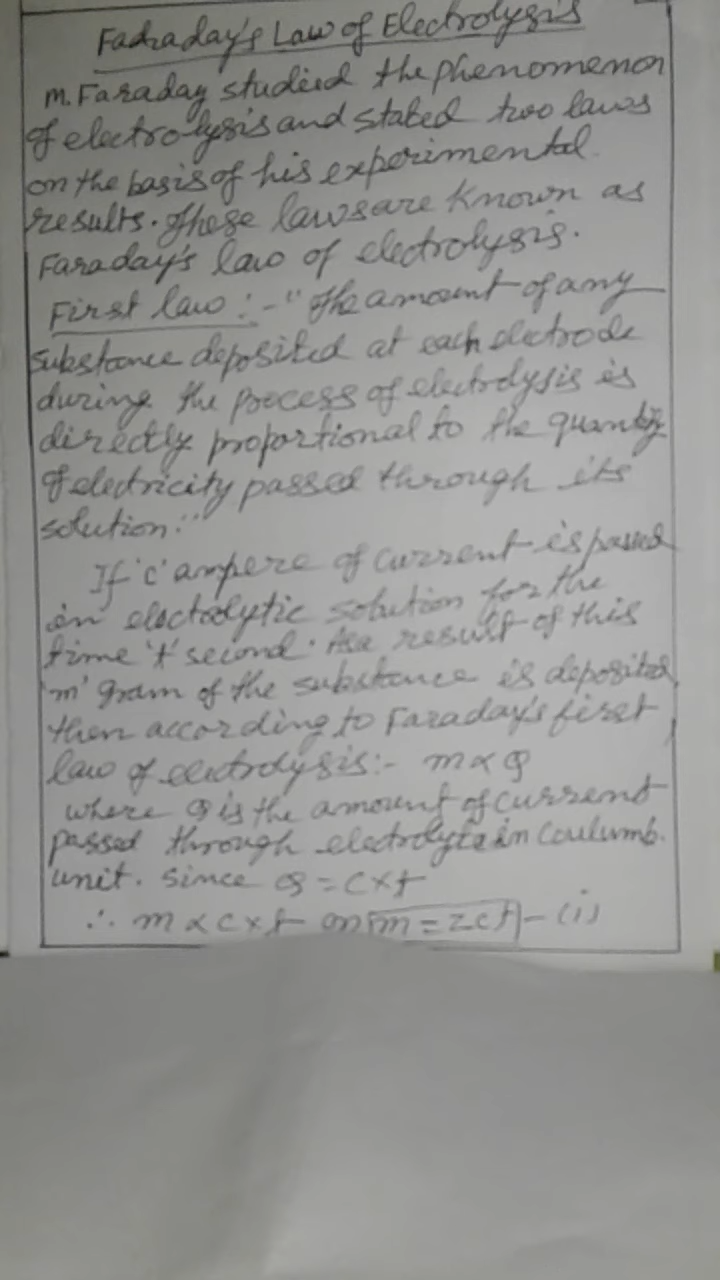 Fadraday's Law of Electrolysis
M. Faraday studied the phenomenon
of electrolysis and stated two laws
on the basis of his experimental
results. These laws are known as
Faraday's law of electrolysis.
First law :- "The amount of any
substance deposited at each electrode
during the process of electrolysis is
directly proportional to the quantity
of electricity passed through its
solution."
If 'c' ampere of current is passed
in electolytic solution for the
time 't' second. As a result of this
'm' gram of the substance is deposited,
then according to Faraday's first
law of electrolysis:- m ∝ Q
where Q is the amount of current
passed through electrolyte in Coulumb.
unit. since Q = c×t
∴ m ∝ c×t or m = zct - (i)